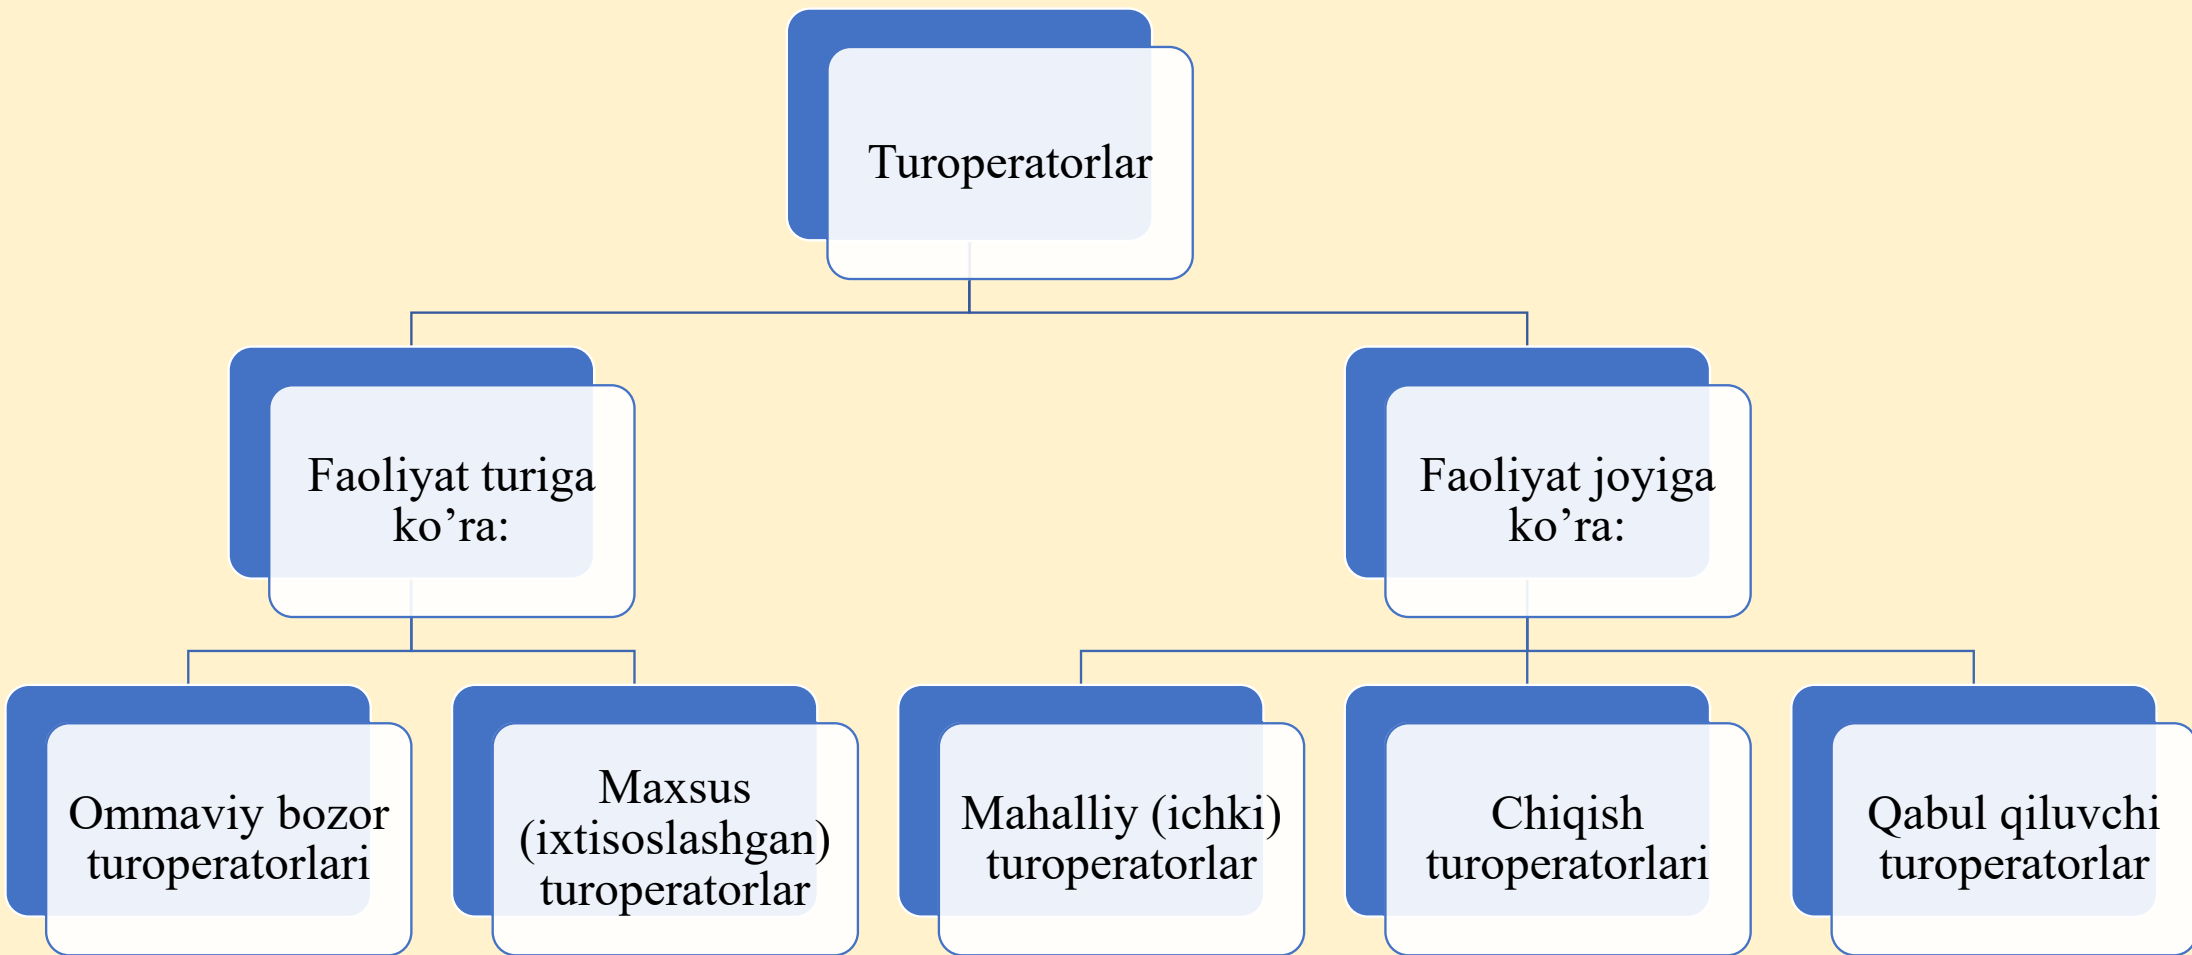 Turoperatorlar
Faoliyat turiga
ko’ra:
Faoliyat joyiga
ko’ra:
Ommaviy bozor
turoperatorlari
Maxsus
(ixtisoslashgan)
turoperatorlar
Mahalliy (ichki)
turoperatorlar
Chiqish
turoperatorlari
Qabul qiluvchi
turoperatorlar